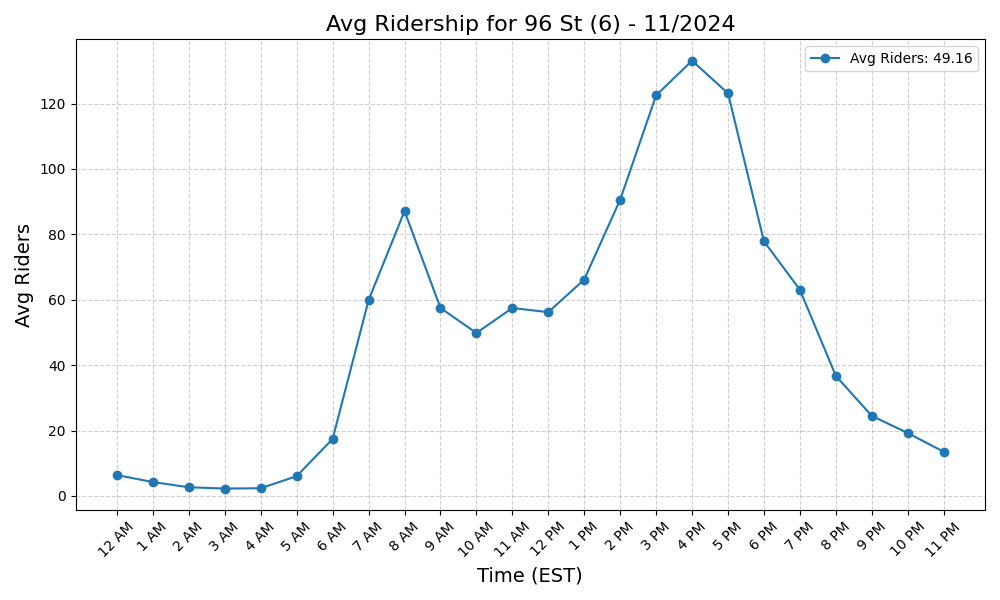 Avg Ridership for 96 St (6) - 11/2024
Avg Riders: 49.16
Avg Riders
120
100
80
60
40
20
0
12 AM
1 AM
2 AM
3 AM
4 AM
5 AM
6 AM
7 AM
8 AM
9 AM
10 AM
11 AM
12 PM
1 PM
2 PM
3 PM
4 PM
5 PM
6 PM
7 PM
8 PM
9 PM
10 PM
11 PM
Time (EST)